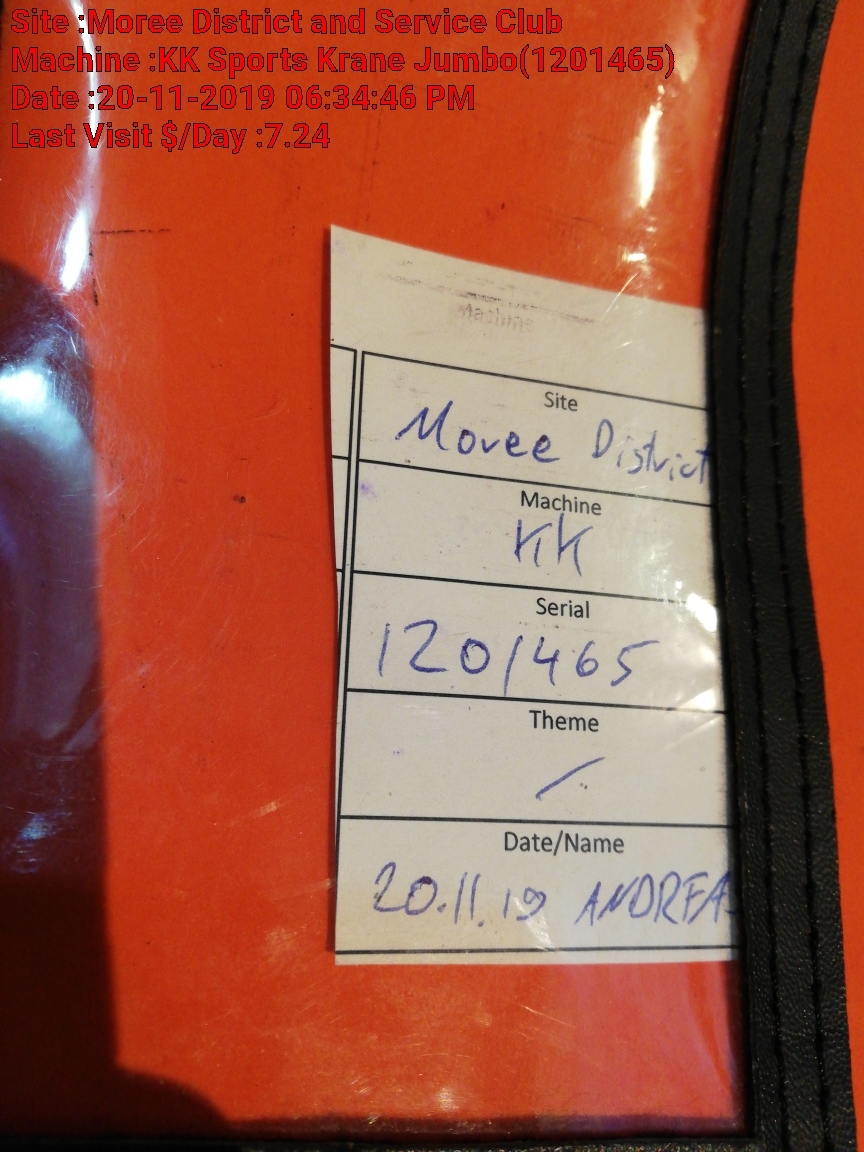 Site :Moree District and Service Club
Machine :KK Sports Krane Jumbo(1201465)
Date :20-11-2019 06:34:46 PM
Last Visit $/Day :7.24
Site
Moree District
Machine
KK
Serial
1201465
Theme
/
Date/Name
20.11.19 ANDREA